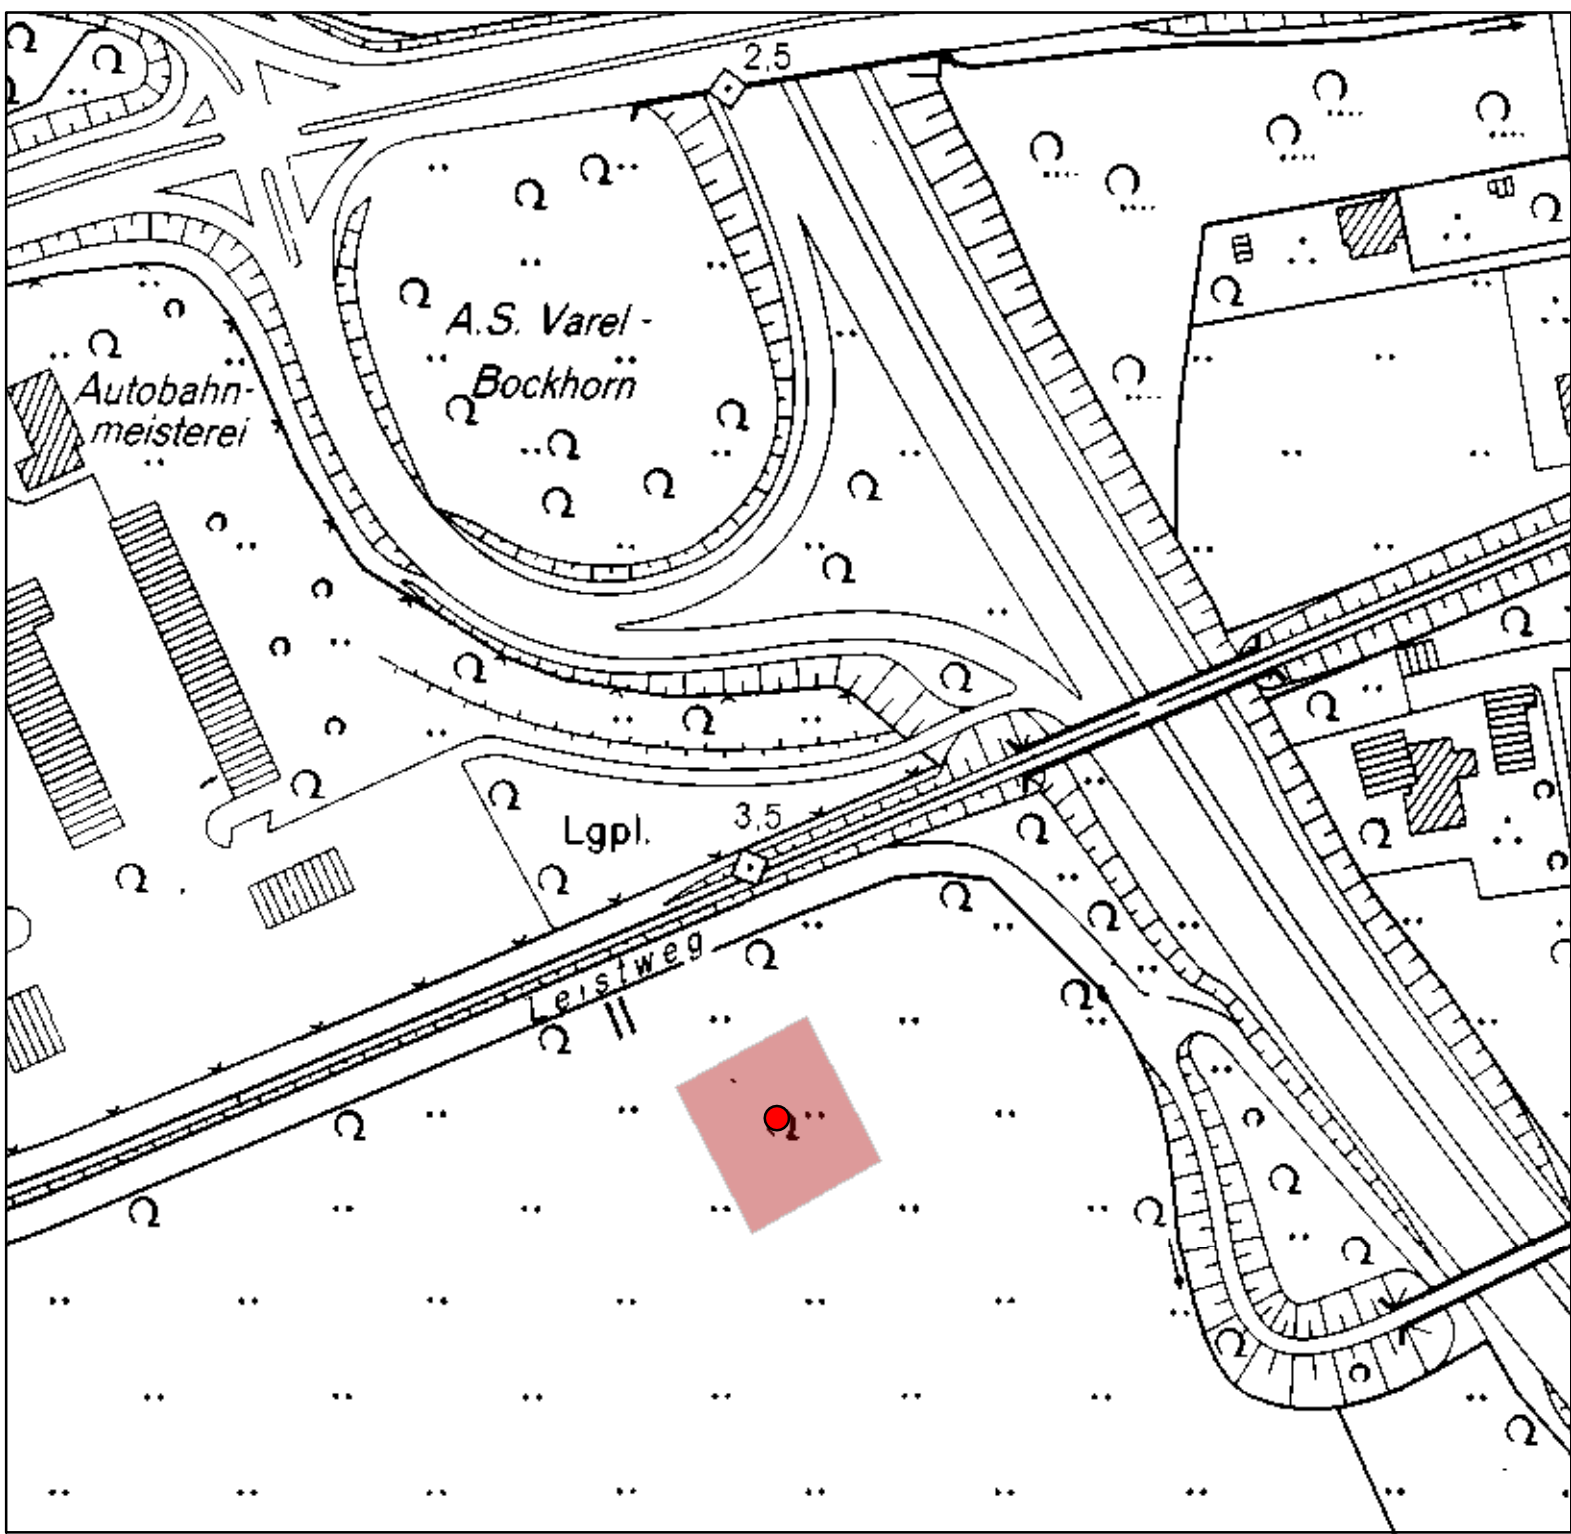 2,5
A.S. Varel -
Bockhorn
Autobahn-
meisterei
3,5
Lgpl.
Leistweg